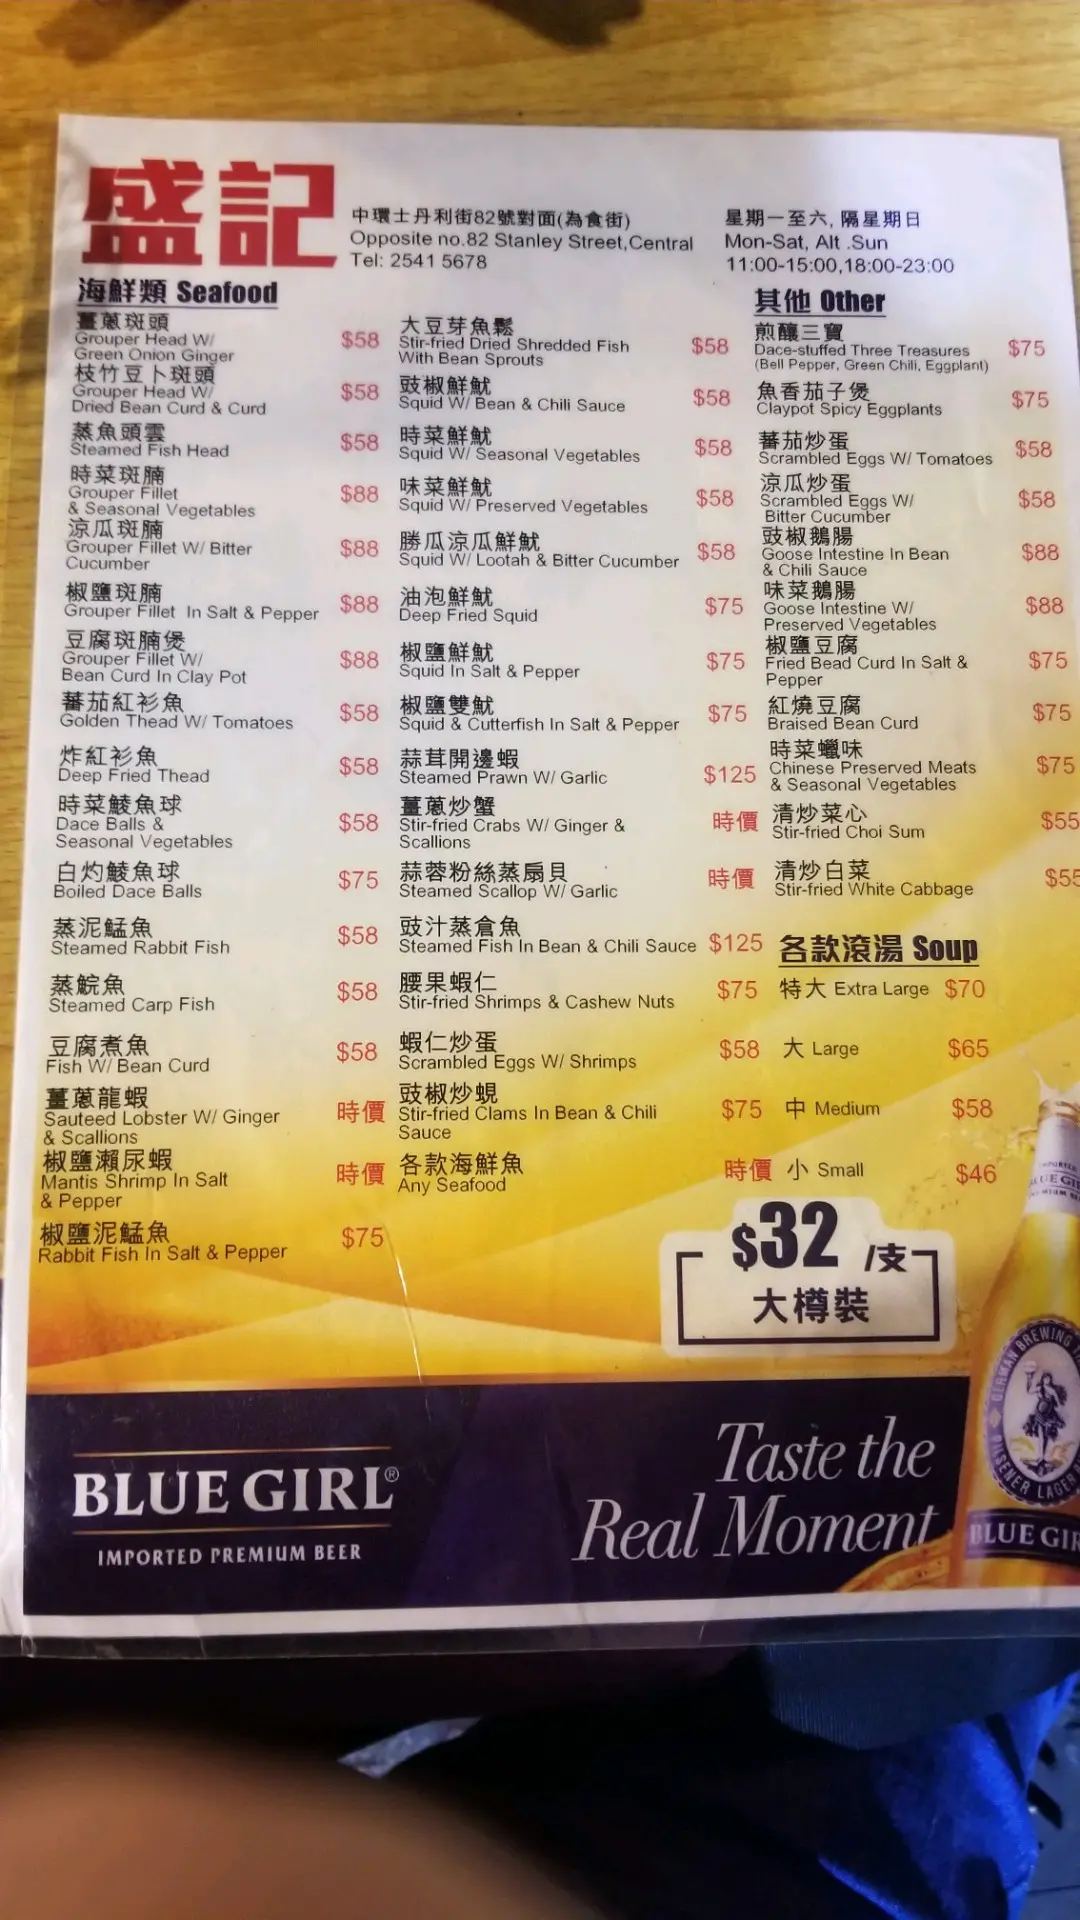 盛記
中環士丹利街82號對面(為食街)
Opposite no.82 Stanley Street,Central
Tel: 2541 5678
星期一至六, 隔星期日
Mon-Sat, Alt .Sun
11:00-15:00,18:00-23:00
海鮮類 Seafood
薑蔥斑頭
Grouper Head W/
Green Onion Ginger
$58
枝竹豆卜斑頭
Grouper Head W/
Dried Bean Curd & Curd
$58
蒸魚頭雲
Steamed Fish Head
$58
時菜斑腩
Grouper Fillet
& Seasonal Vegetables
$88
涼瓜斑腩
Grouper Fillet W/ Bitter
Cucumber
$88
椒鹽斑腩
Grouper Fillet In Salt & Pepper
$88
豆腐斑腩煲
Grouper Fillet W/
Bean Curd In Clay Pot
$88
蕃茄紅衫魚
Golden Thead W/ Tomatoes
$58
炸紅衫魚
Deep Fried Thead
$58
時菜鯪魚球
Dace Balls &
Seasonal Vegetables
$58
白灼鯪魚球
Boiled Dace Balls
$75
蒸泥鯭魚
Steamed Rabbit Fish
$58
蒸鯇魚
Steamed Carp Fish
$58
豆腐煮魚
Fish W/ Bean Curd
$58
薑蔥龍蝦
Sauteed Lobster W/ Ginger
& Scallions
時價
椒鹽瀨尿蝦
Mantis Shrimp In Salt
& Pepper
時價
椒鹽泥鯭魚
Rabbit Fish In Salt & Pepper
$75
大豆芽魚鬆
Stir-fried Dried Shredded Fish
With Bean Sprouts
$58
豉椒鮮魷
Squid W/ Bean & Chili Sauce
$58
時菜鮮魷
Squid W/ Seasonal Vegetables
$58
味菜鮮魷
Squid W/ Preserved Vegetables
$58
勝瓜涼瓜鮮魷
Squid W/ Lootah & Bitter Cucumber
$58
油泡鮮魷
Deep Fried Squid
$75
椒鹽鮮魷
Squid In Salt & Pepper
$75
椒鹽雙魷
Squid & Cutterfish In Salt & Pepper
$75
蒜茸開邊蝦
Steamed Prawn W/ Garlic
$125
薑蔥炒蟹
Stir-fried Crabs W/ Ginger &
Scallions
時價
蒜蓉粉絲蒸扇貝
Steamed Scallop W/ Garlic
時價
豉汁蒸倉魚
Steamed Fish In Bean & Chili Sauce
$125
腰果蝦仁
Stir-fried Shrimps & Cashew Nuts
$75
蝦仁炒蛋
Scrambled Eggs W/ Shrimps
$58
豉椒炒蜆
Stir-fried Clams In Bean & Chili
Sauce
$75
各款海鮮魚
Any Seafood
時價
其他 Other
煎釀三寶
Dace-stuffed Three Treasures
(Bell Pepper, Green Chili, Eggplant)
$75
魚香茄子煲
Claypot Spicy Eggplants
$75
蕃茄炒蛋
Scrambled Eggs W/ Tomatoes
$58
涼瓜炒蛋
Scrambled Eggs W/
Bitter Cucumber
$58
豉椒鵝腸
Goose Intestine In Bean
& Chili Sauce
$88
味菜鵝腸
Goose Intestine W/
Preserved Vegetables
$88
椒鹽豆腐
Fried Bead Curd In Salt &
Pepper
$75
紅燒豆腐
Braised Bean Curd
$75
時菜蠟味
Chinese Preserved Meats
& Seasonal Vegetables
$75
清炒菜心
Stir-fried Choi Sum
$55
清炒白菜
Stir-fried White Cabbage
$55
各款滾湯 Soup
特大 Extra Large $70
大 Large $65
中 Medium $58
小 Small $46
$32 /支
大樽裝
BLUE GIRL®
IMPORTED PREMIUM BEER
Taste the
Real Moment
GERMAN BREWING
PILSENER LAGER
BLUE GIR